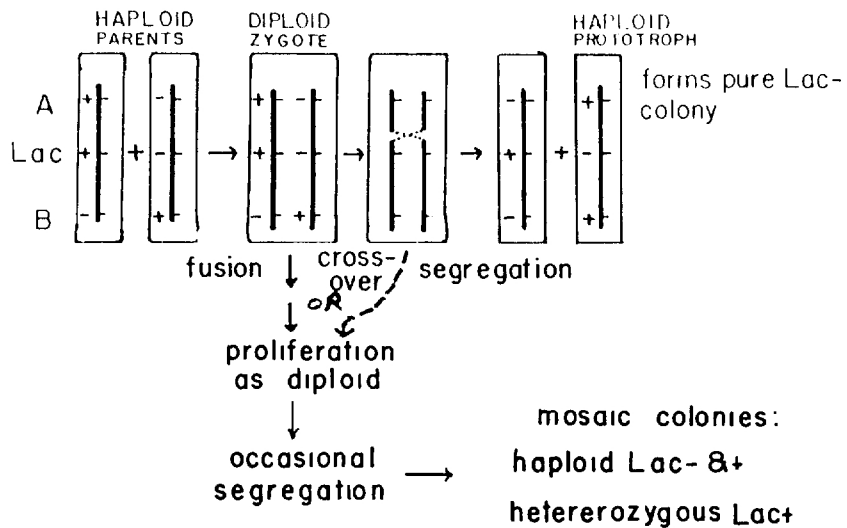 HAPLOID PARENTS
DIPLOID ZYGOTE
HAPLOID PROTOTROPH
forms pure Lac-
colony
A + - + - - +
Lac + + - → + - → → + + -
B - + - + - +
fusion
cross-
over
segregation
OR
proliferation
as diploid
occasional
segregation
mosaic colonies:
haploid Lac- &+
hetererozygous Lac+